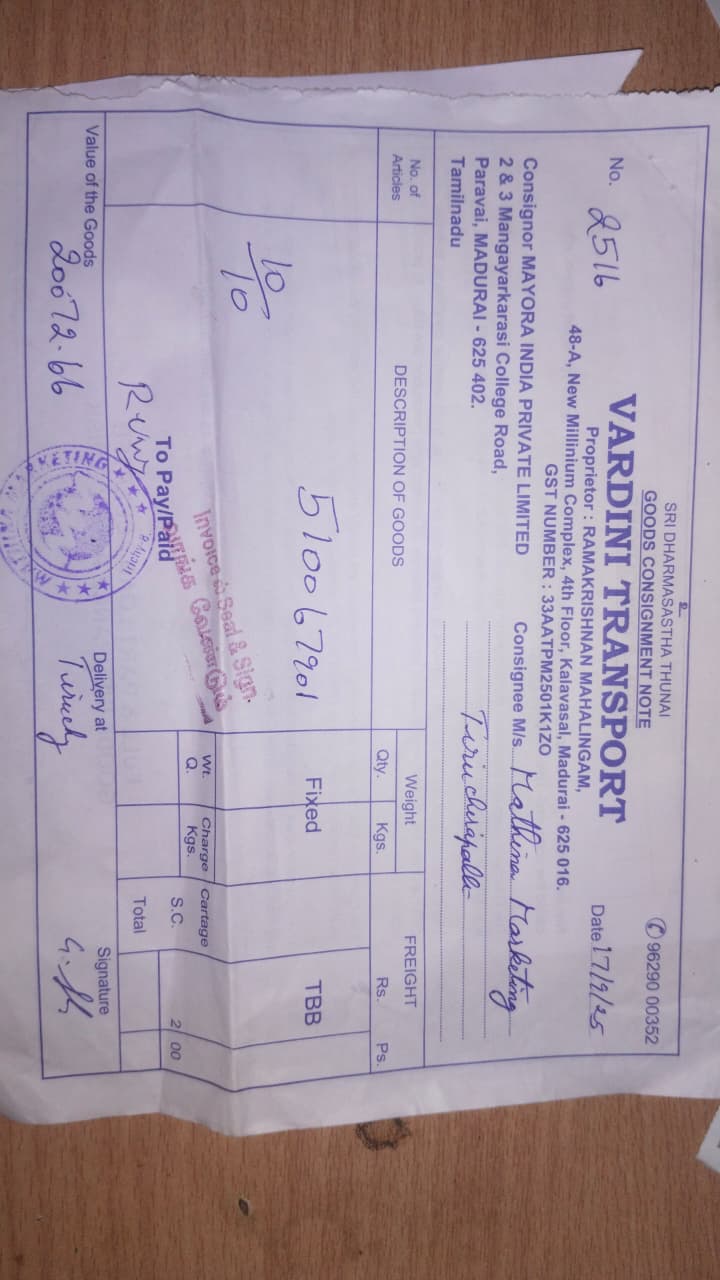 உ
SRI DHARMASASTHA THUNAI
GOODS CONSIGNMENT NOTE
✆ 96290 00352
VARDINI TRANSPORT
No. 2516
Proprietor : RAMAKRISHNAN MAHALINGAM,
Date 17/9/25
48-A, New Millinium Complex, 4th Floor, Kalavasal, Madurai - 625 016.
GST NUMBER : 33AATPM2501K1ZO
Consignor MAYORA INDIA PRIVATE LIMITED
2 & 3 Mangayarkarasi College Road,
Paravai, MADURAI - 625 402.
Tamilnadu
Consignee M/s. Mathina Marketing
Tiruchirapalli
No. of Articles
DESCRIPTION OF GOODS
Weight
FREIGHT
Qty.
Kgs.
Rs.
Ps.
510067901
Fixed
TBB
10/10
Invoice is Seal & Sign.
Wt. Q.
Charge Kgs.
Cartage
S.C.
2 00
To Pay/Paid
Total
Value of the Goods
Delivery at
Signature
20072.66
Tiruchy